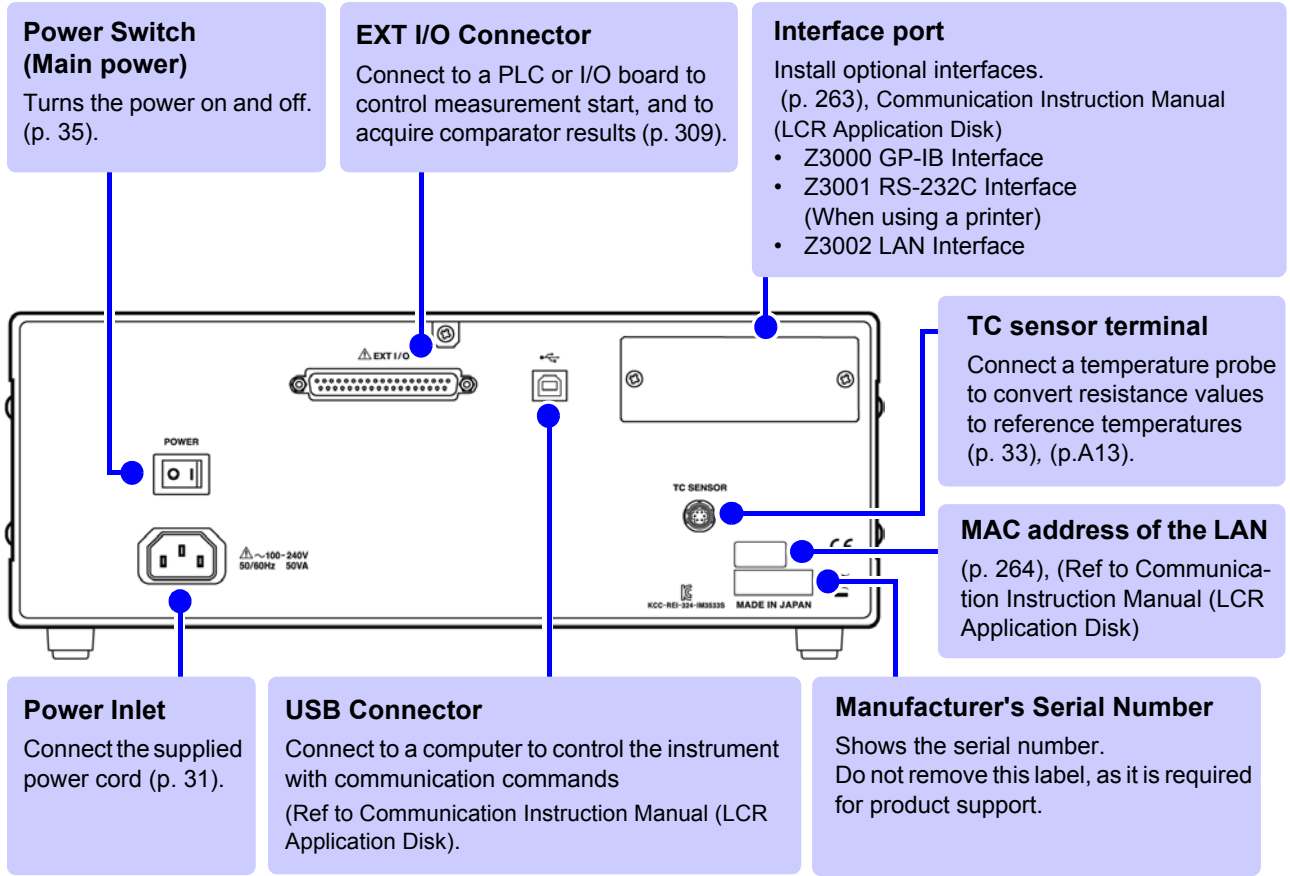 Power Switch
(Main power)
Turns the power on and off.
(p. 35).
EXT I/O Connector
Connect to a PLC or I/O board to
control measurement start, and to
acquire comparator results (p. 309).
Interface port
Install optional interfaces.
(p. 263), Communication Instruction Manual
(LCR Application Disk)
• Z3000 GP-IB Interface
• Z3001 RS-232C Interface
(When using a printer)
• Z3002 LAN Interface
EXT I/O
POWER
~100-240V
50/60Hz 50VA
TC SENSOR
KCC-REI-324-IM3533S
MADE IN JAPAN
TC sensor terminal
Connect a temperature probe
to convert resistance values
to reference temperatures
(p. 33), (p.A13).
MAC address of the LAN
(p. 264), (Ref to Communica-
tion Instruction Manual (LCR
Application Disk)
Power Inlet
Connect the supplied
power cord (p. 31).
USB Connector
Connect to a computer to control the instrument
with communication commands
(Ref to Communication Instruction Manual (LCR
Application Disk).
Manufacturer's Serial Number
Shows the serial number.
Do not remove this label, as it is required
for product support.